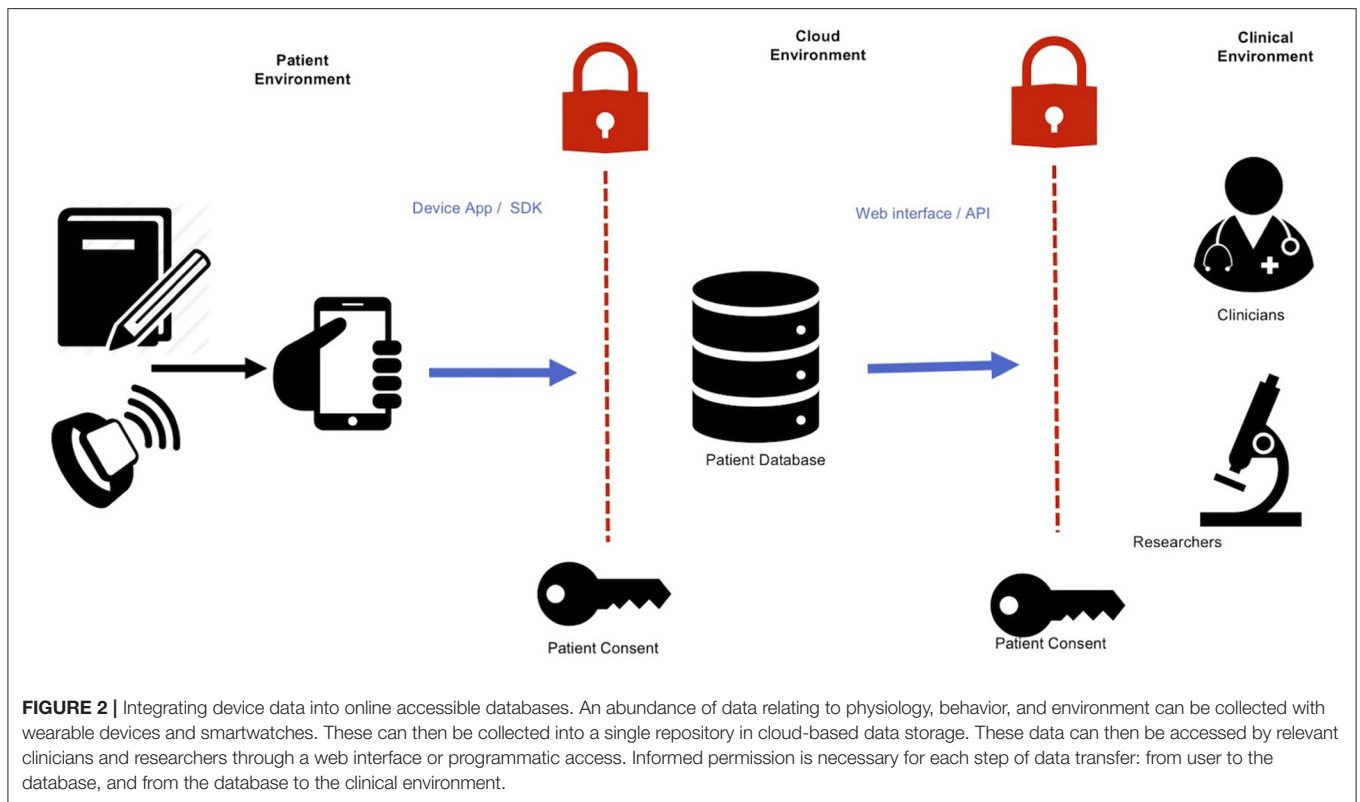 Patient
Environment
Cloud
Environment
Clinical
Environment
Device App / SDK
Web interface / API
Clinicians
Patient Database
Researchers
Patient Consent
Patient Consent
FIGURE 2 | Integrating device data into online accessible databases. An abundance of data relating to physiology, behavior, and environment can be collected with
wearable devices and smartwatches. These can then be collected into a single repository in cloud-based data storage. These data can then be accessed by relevant
clinicians and researchers through a web interface or programmatic access. Informed permission is necessary for each step of data transfer: from user to the
database, and from the database to the clinical environment.